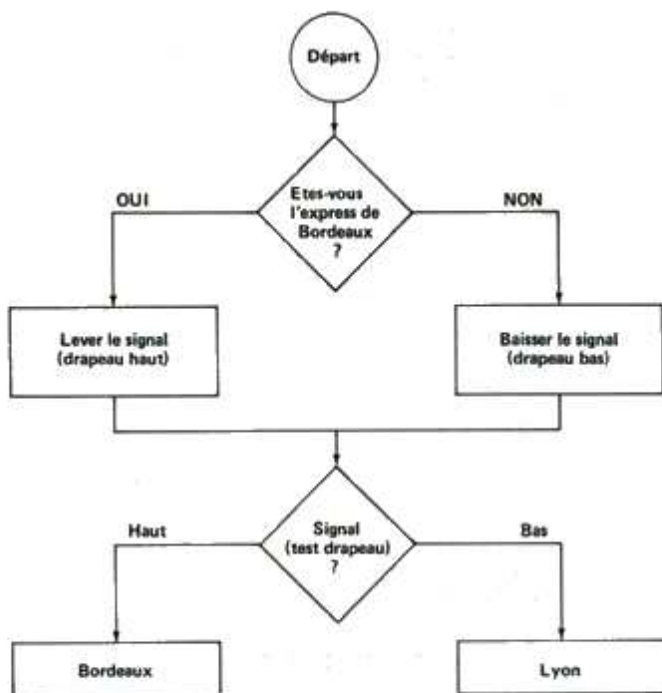 Départ
OUI
Etes-vous
l'express de
Bordeaux
?
NON
Lever le signal
(drapeau haut)
Baisser le signal
(drapeau bas)
Haut
Signal
(test drapeau)
?
Bas
Bordeaux
Lyon